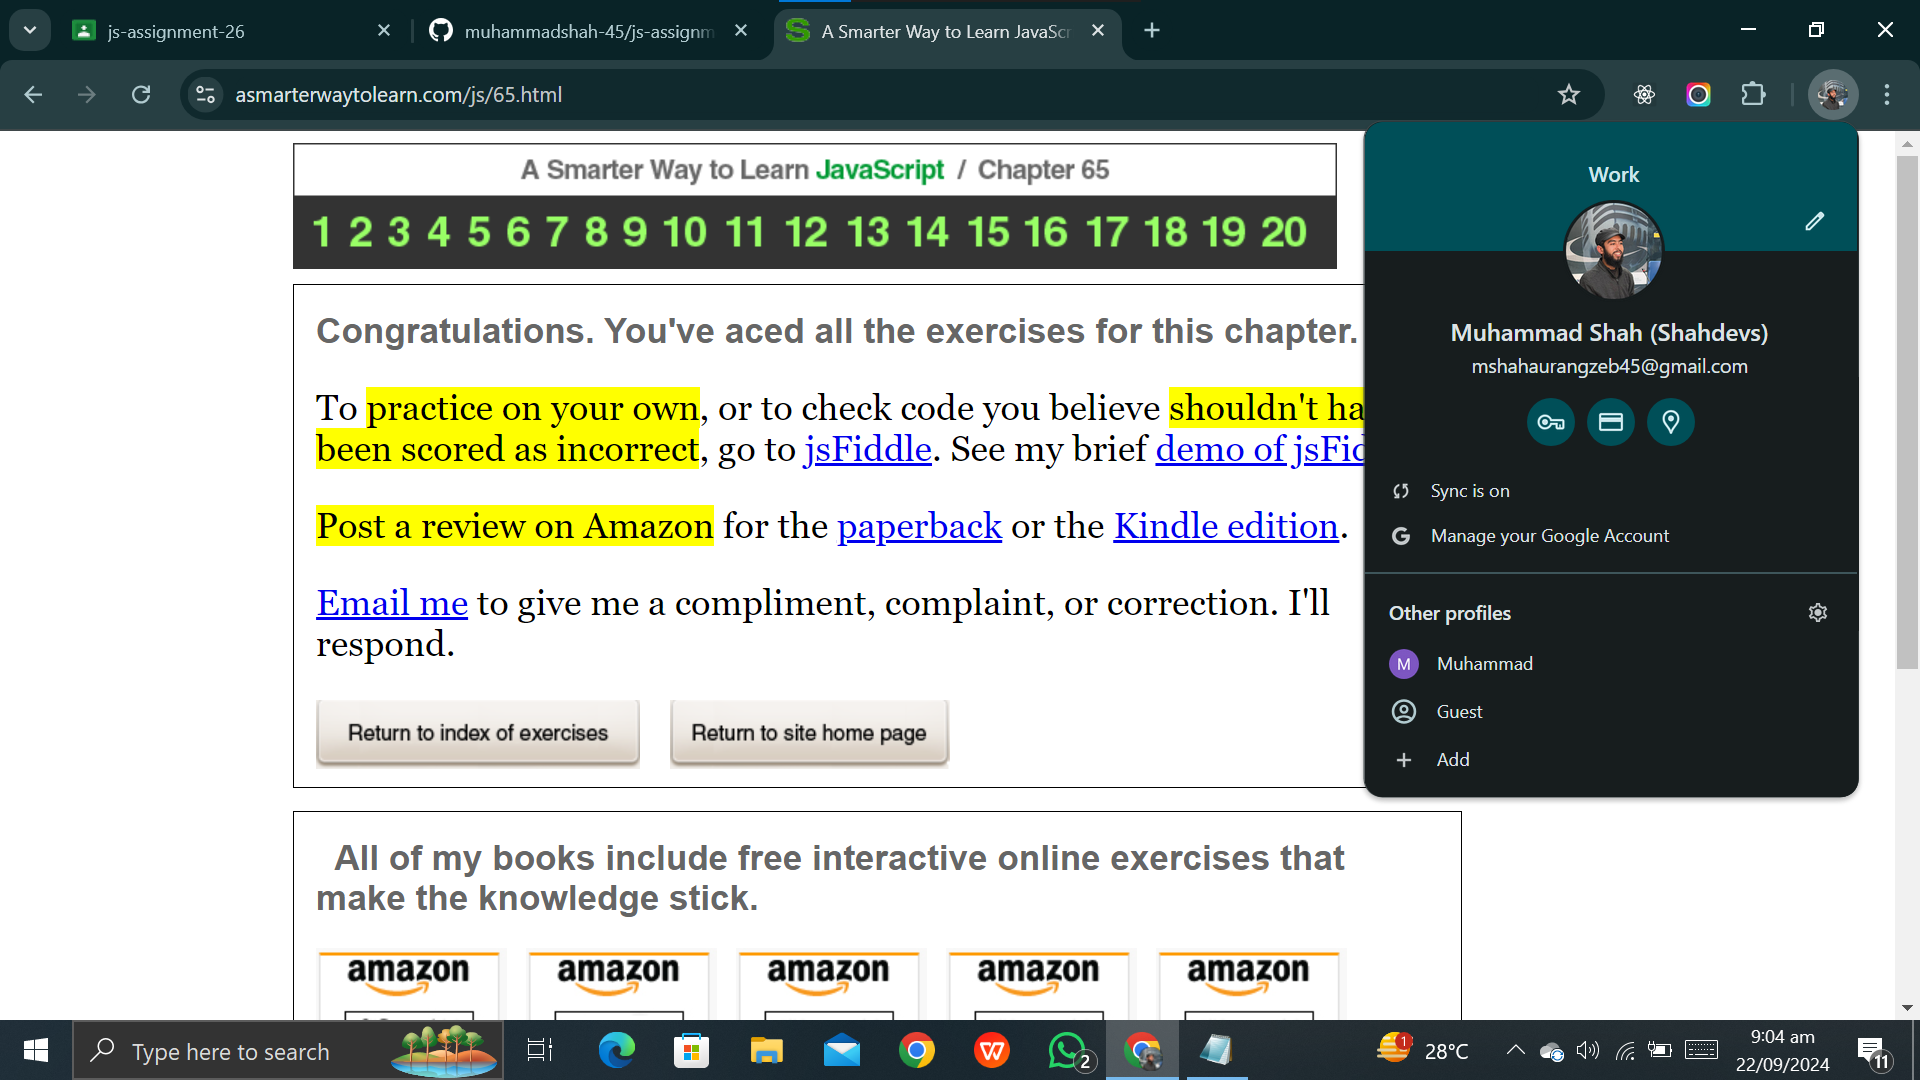 js-assignment-26
muhammadshah-45/js-assignm
A Smarter Way to Learn JavaScr
asmarterwaytolearn.com/js/65.html
A Smarter Way to Learn JavaScript / Chapter 65
1 2 3 4 5 6 7 8 9 10 11 12 13 14 15 16 17 18 19 20
Congratulations. You've aced all the exercises for this chapter.
To practice on your own, or to check code you believe shouldn't ha
been scored as incorrect, go to jsFiddle. See my brief demo of jsFid
Post a review on Amazon for the paperback or the Kindle edition.
Email me to give me a compliment, complaint, or correction. I'll
respond.
Return to index of exercises
Return to site home page
All of my books include free interactive online exercises that
make the knowledge stick.
amazon
amazon
amazon
amazon
amazon
Work
Muhammad Shah (Shahdevs)
mshahaurangzeb45@gmail.com
Sync is on
G Manage your Google Account
Other profiles
M Muhammad
Guest
Add
Type here to search
2
1
28°C
9:04 am
22/09/2024
11